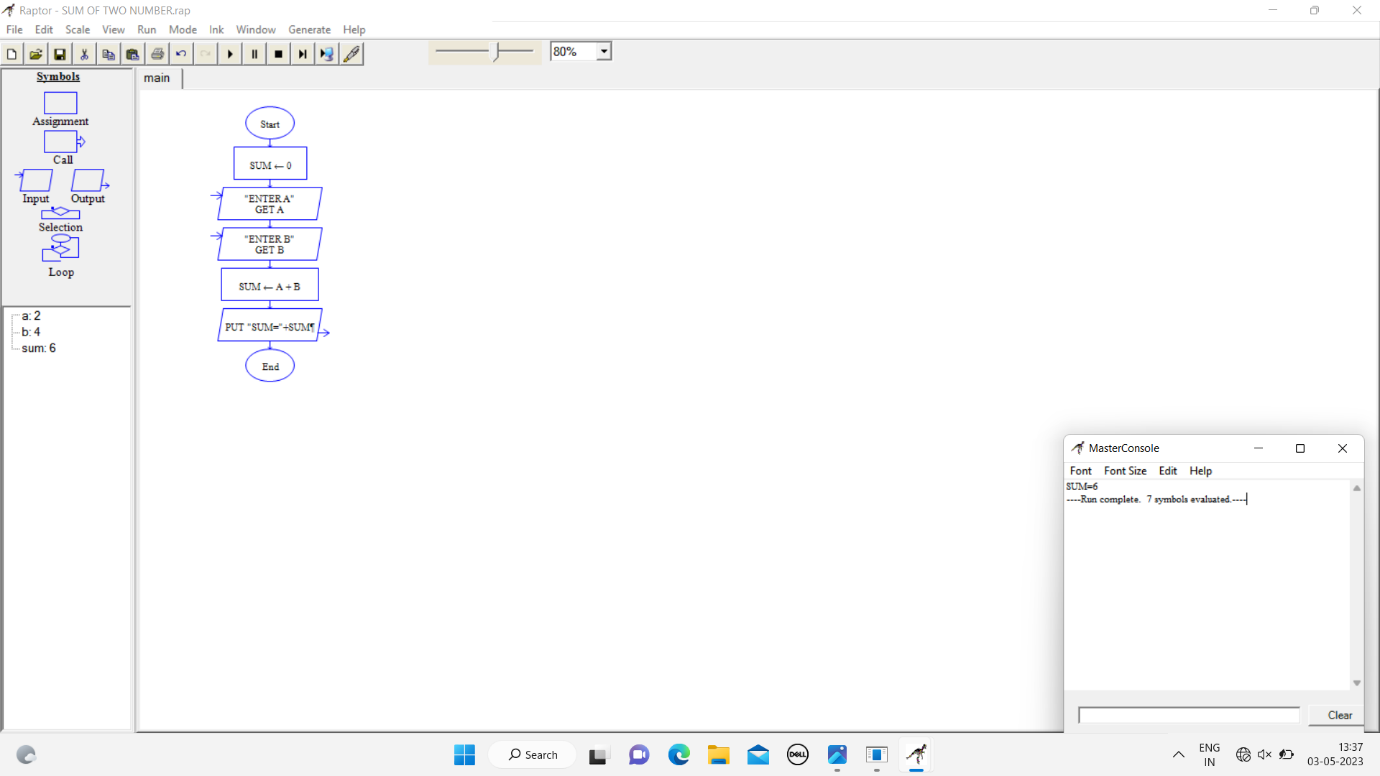 Raptor - SUM OF TWO NUMBER.rap
File Edit Scale View Run Mode Ink Window Generate Help
80%
Symbols
Assignment
Call
Input Output
Selection
Loop
a: 2
b: 4
sum: 6
main
Start
SUM ← 0
"ENTER A"
GET A
"ENTER B"
GET B
SUM ← A + B
PUT "SUM="+SUM¶
End
MasterConsole
Font Font Size Edit Help
SUM=6
----Run complete. 7 symbols evaluated.----
Clear
Search
DELL
ENG
IN
13:37
03-05-2023